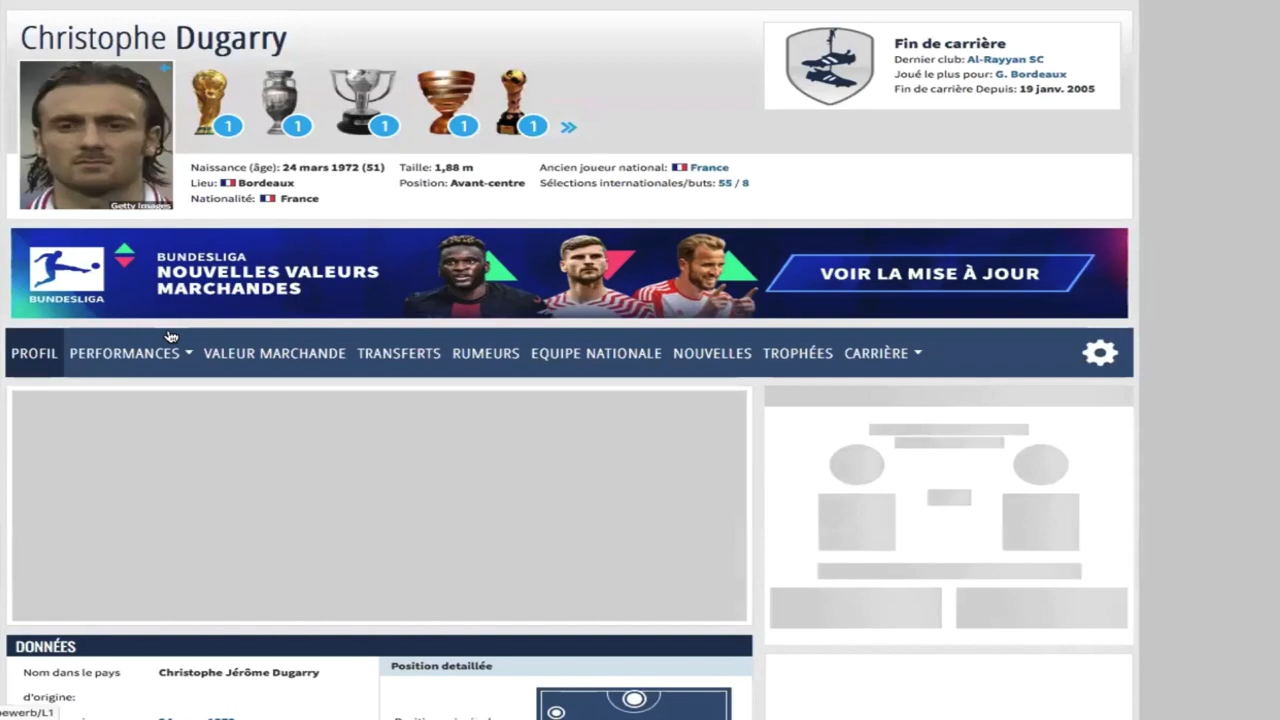 Christophe Dugarry
1
1
1
1
1
Getty Images
Naissance (âge): 24 mars 1972 (51)
Lieu: Bordeaux
Nationalité: France
Taille: 1,88 m
Position: Avant-centre
Ancien joueur national: France
Sélections internationales/buts: 55 / 8
Fin de carrière
Dernier club: Al-Rayyan SC
Joué le plus pour: G. Bordeaux
Fin de carrière Depuis: 19 janv. 2005
BUNDESLIGA
BUNDESLIGA
NOUVELLES VALEURS
MARCHANDES
VOIR LA MISE À JOUR
PROFIL PERFORMANCES VALEUR MARCHANDE TRANSFERTS RUMEURS EQUIPE NATIONALE NOUVELLES TROPHÉES CARRIÈRE
DONNÉES
Nom dans le pays
d'origine:
Christophe Jérôme Dugarry
Position detaillée
ewerb/L1